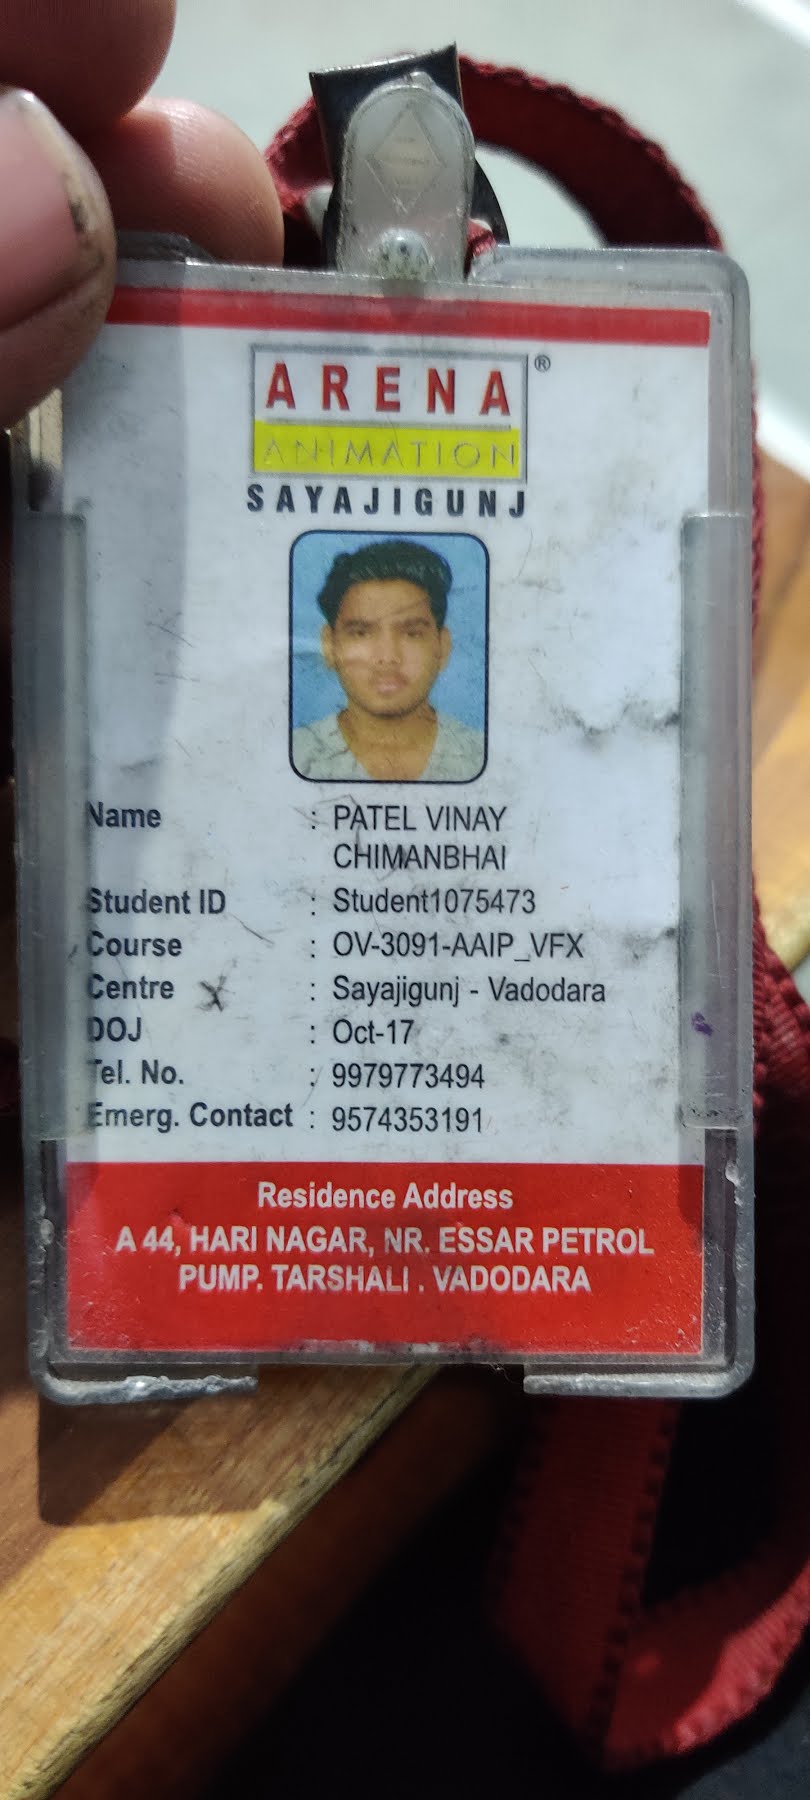 ARENA ®
ANIMATION
SAYAJIGUNJ
Name : PATEL VINAY
CHIMANBHAI
Student ID : Student1075473
Course : OV-3091-AAIP_VFX
Centre : Sayajigunj - Vadodara
DOJ : Oct-17
Tel. No. : 9979773494
Emerg. Contact : 9574353191
Residence Address
A 44, HARI NAGAR, NR. ESSAR PETROL
PUMP. TARSHALI . VADODARA